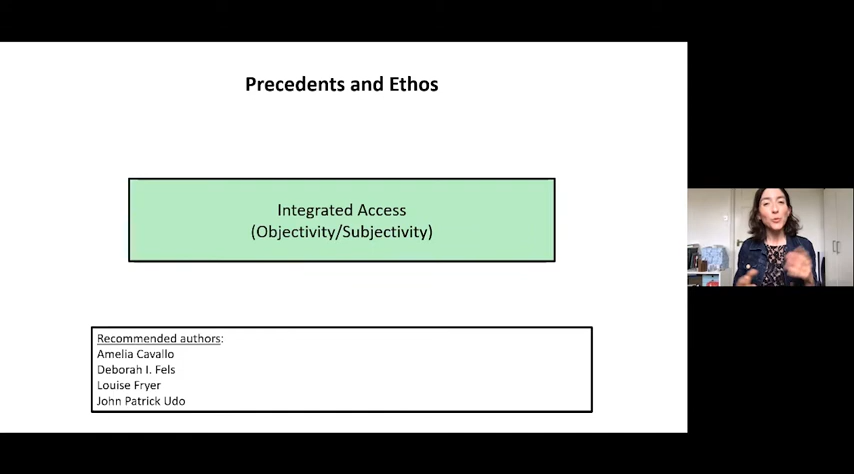 Precedents and Ethos
Integrated Access
(Objectivity/Subjectivity)
Recommended authors:
Amelia Cavallo
Deborah I. Fels
Louise Fryer
John Patrick Udo